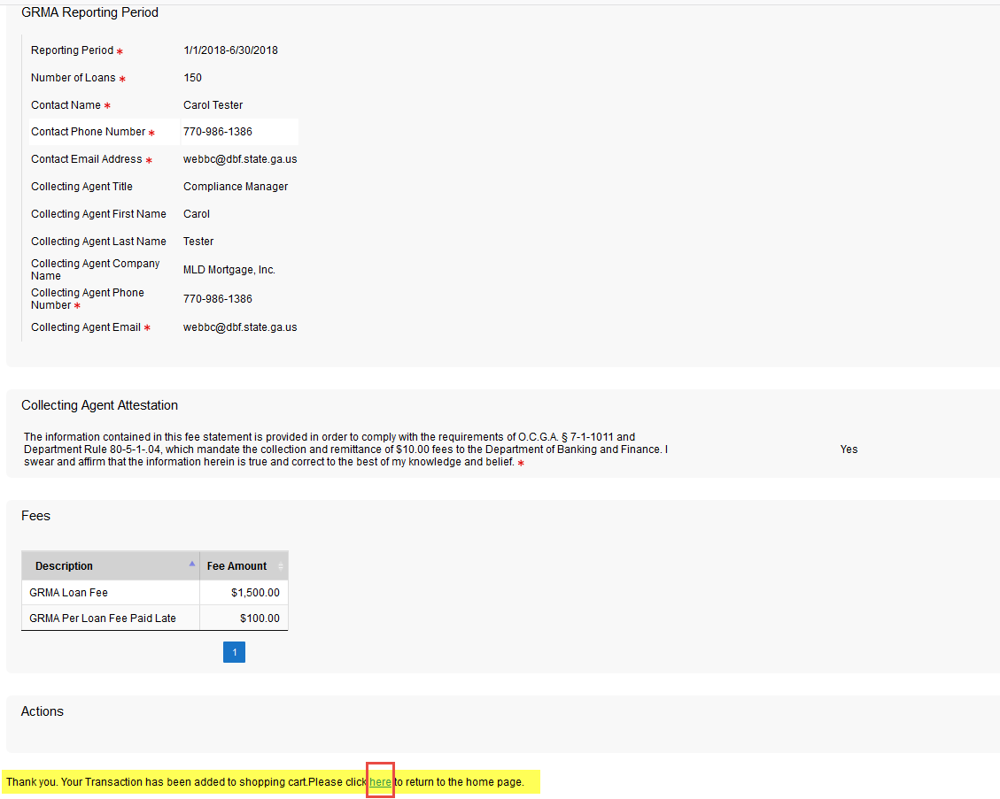 GRMA Reporting Period
Reporting Period * 1/1/2018-6/30/2018
Number of Loans * 150
Contact Name * Carol Tester
Contact Phone Number * 770-986-1386
Contact Email Address * webbc@dbf.state.ga.us
Collecting Agent Title Compliance Manager
Collecting Agent First Name Carol
Collecting Agent Last Name Tester
Collecting Agent Company
Name
MLD Mortgage, Inc.
Collecting Agent Phone
Number *
770-986-1386
Collecting Agent Email * webbc@dbf.state.ga.us
Collecting Agent Attestation
The information contained in this fee statement is provided in order to comply with the requirements of O.C.G.A. § 7-1-1011 and
Department Rule 80-5-1-.04, which mandate the collection and remittance of $10.00 fees to the Department of Banking and Finance. I
swear and affirm that the information herein is true and correct to the best of my knowledge and belief. *
Yes
Fees
Description Fee Amount
GRMA Loan Fee $1,500.00
GRMA Per Loan Fee Paid Late $100.00
1
Actions
Thank you. Your Transaction has been added to shopping cart.Please click here to return to the home page.